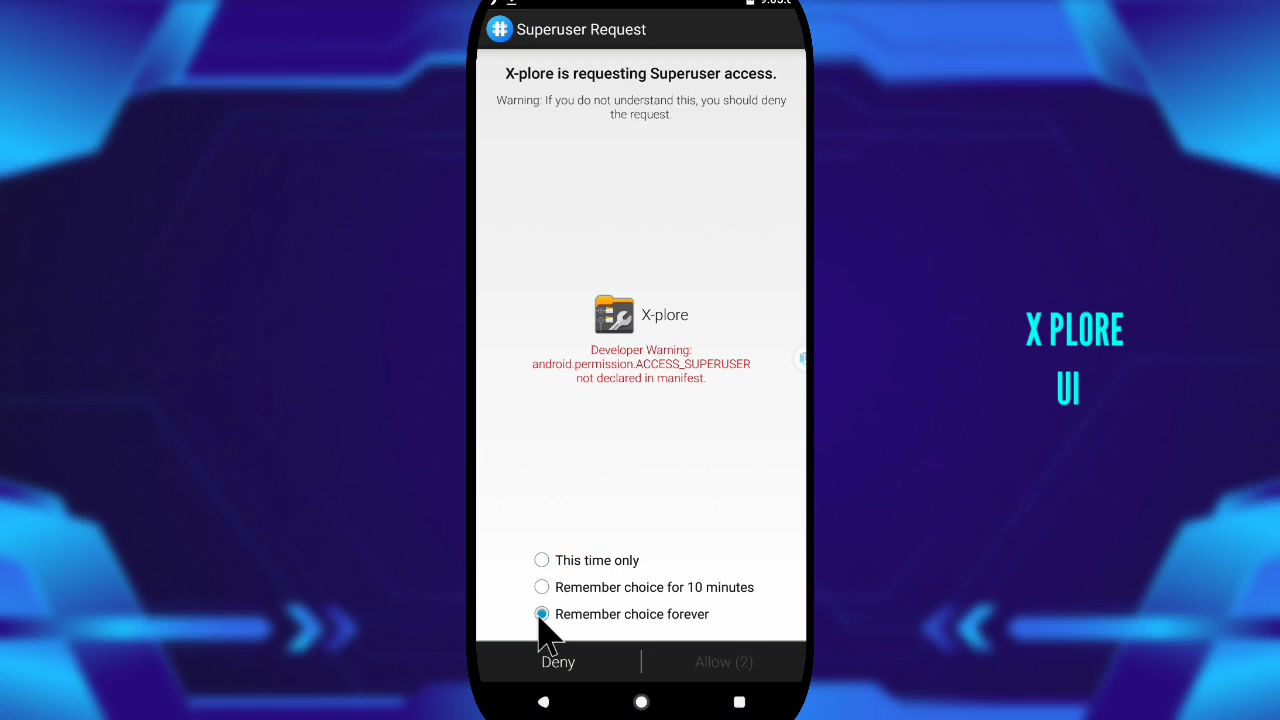 Superuser Request
X-plore is requesting Superuser access.
Warning: If you do not understand this, you should deny
the request.
X-plore
Developer Warning:
android.permission.ACCESS_SUPERUSER
not declared in manifest.
X PLORE
UI
This time only
Remember choice for 10 minutes
Remember choice forever
Deny
Allow (2)